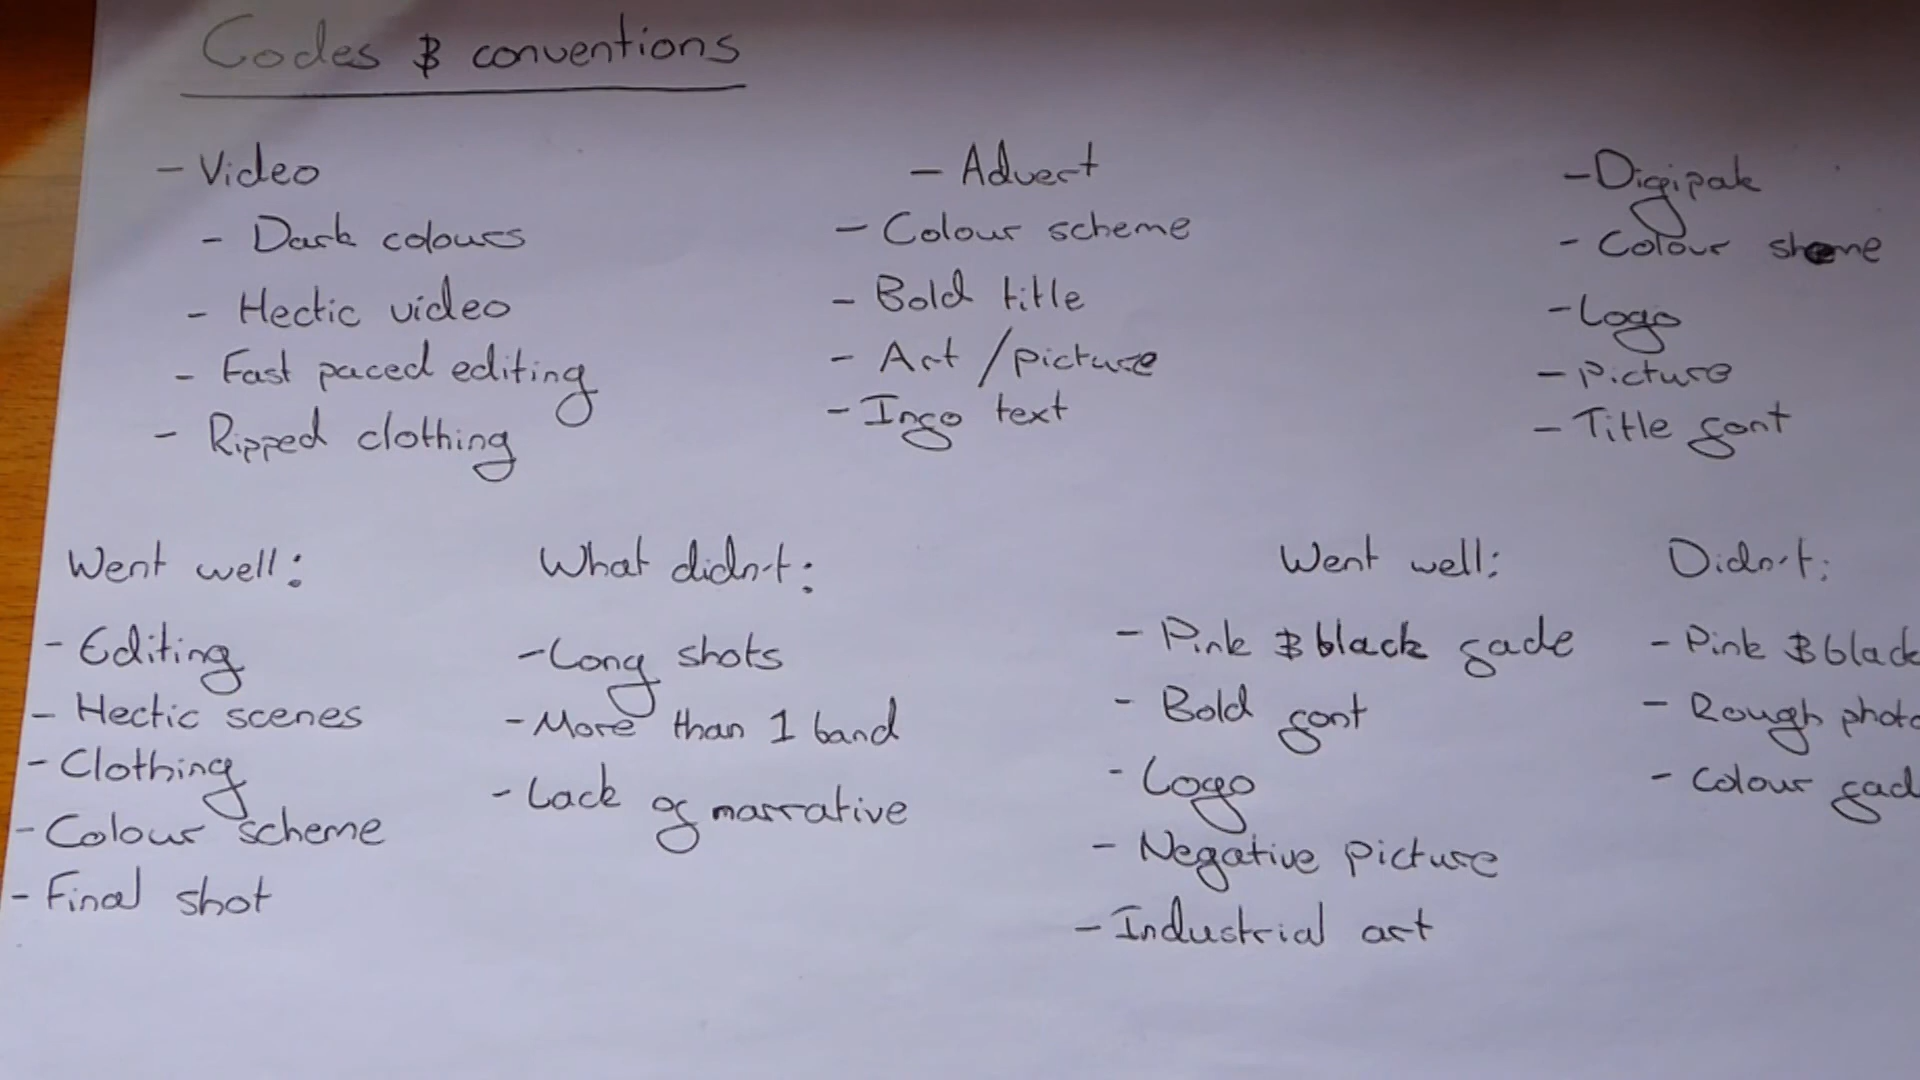 Codes & conventions
- Video
- Dark colours
- Hectic video
- Fast paced editing
- Ripped clothing
- Advert
- Colour scheme
- Bold title
- Art / picture
- Info text
- Digipak
- Colour sheme
- Logo
- Picture
- Title font
Went well:
- Editing
- Hectic scenes
- Clothing
- Colour scheme
- Final shot
What didn't:
- Long shots
- More than 1 band
- Lack of narrative
Went well:
- Pink & black fade
- Bold font
- Logo
- Negative picture
- Industrial art
Didn't:
- Pink & black
- Rough photo
- Colour fad